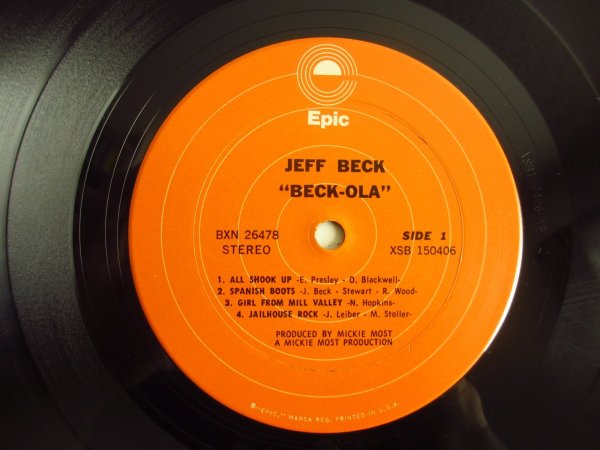 Epic
JEFF BECK
“BECK-OLA”
BXN 26478 SIDE 1
STEREO XSB 150406
1. ALL SHOOK UP -E. Presley - O. Blackwell-
2. SPANISH BOOTS -J. Beck - Stewart - R. Wood-
3. GIRL FROM MILL VALLEY -N. Hopkins-
4. JAILHOUSE ROCK -J. Leiber - M. Stoller-
PRODUCED BY MICKIE MOST
A MICKIE MOST PRODUCTION
®-“EPIC,” MARCA REG. PRINTED IN U.S.A.